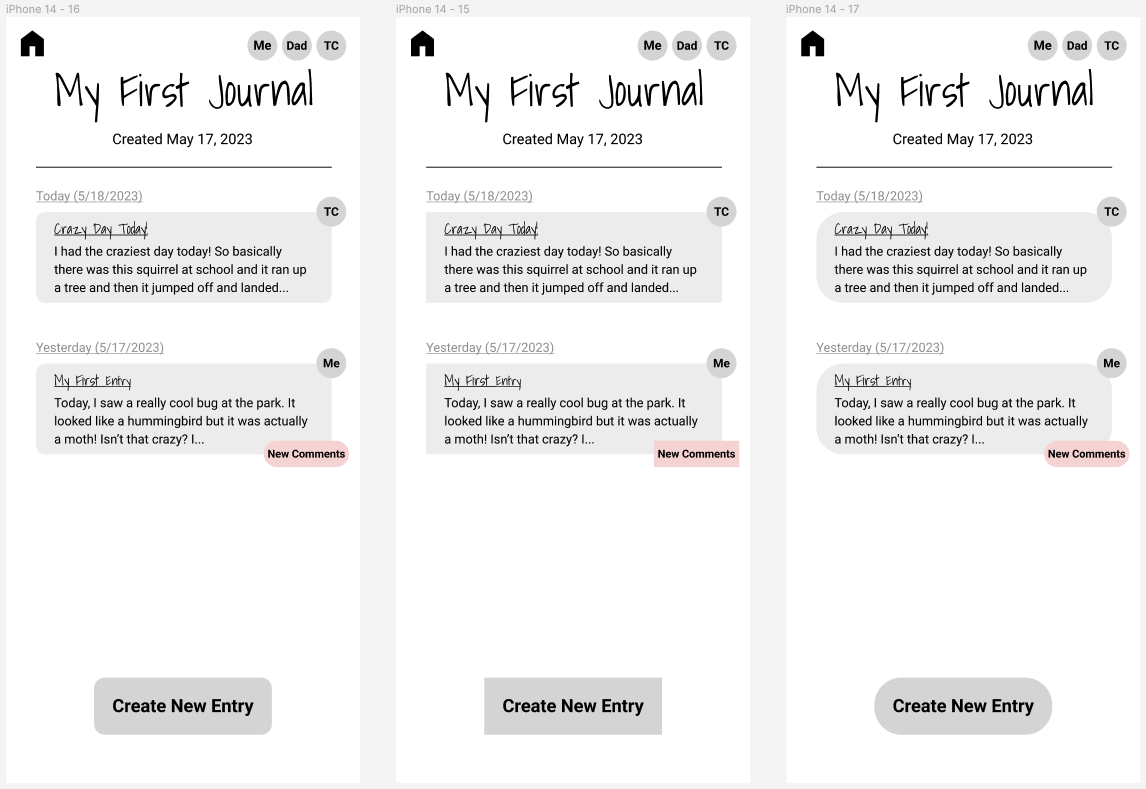 iPhone 14 - 16
Me Dad TC
My First Journal
Created May 17, 2023
Today (5/18/2023)
TC
Crazy Day Today!
I had the craziest day today! So basically
there was this squirrel at school and it ran up
a tree and then it jumped off and landed...
Yesterday (5/17/2023)
Me
My First Entry
Today, I saw a really cool bug at the park. It
looked like a hummingbird but it was actually
a moth! Isn’t that crazy? I...
New Comments
Create New Entry
iPhone 14 - 15
Me Dad TC
My First Journal
Created May 17, 2023
Today (5/18/2023)
TC
Crazy Day Today!
I had the craziest day today! So basically
there was this squirrel at school and it ran up
a tree and then it jumped off and landed...
Yesterday (5/17/2023)
Me
My First Entry
Today, I saw a really cool bug at the park. It
looked like a hummingbird but it was actually
a moth! Isn’t that crazy? I...
New Comments
Create New Entry
iPhone 14 - 17
Me Dad TC
My First Journal
Created May 17, 2023
Today (5/18/2023)
TC
Crazy Day Today!
I had the craziest day today! So basically
there was this squirrel at school and it ran up
a tree and then it jumped off and landed...
Yesterday (5/17/2023)
Me
My First Entry
Today, I saw a really cool bug at the park. It
looked like a hummingbird but it was actually
a moth! Isn’t that crazy? I...
New Comments
Create New Entry